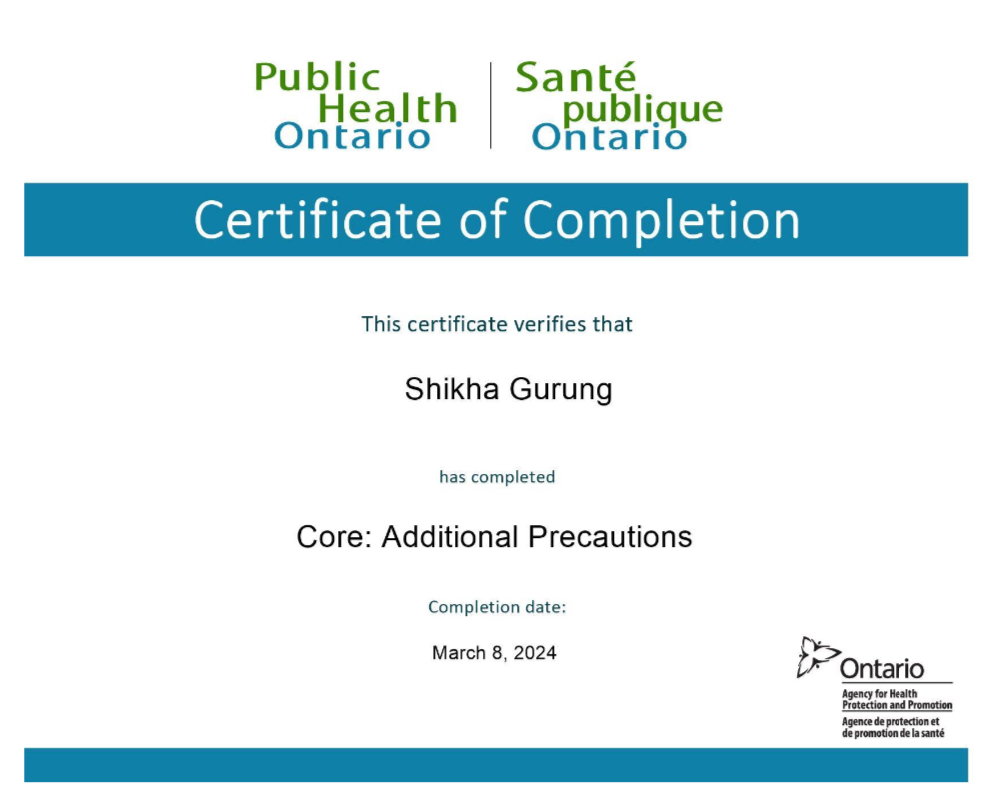 Public
Health
Ontario
Santé
publique
Ontario
Certificate of Completion
This certificate verifies that
Shikha Gurung
has completed
Core: Additional Precautions
Completion date:
March 8, 2024
Ontario
Agency for Health
Protection and Promotion
Agence de protection et
de promotion de la santé